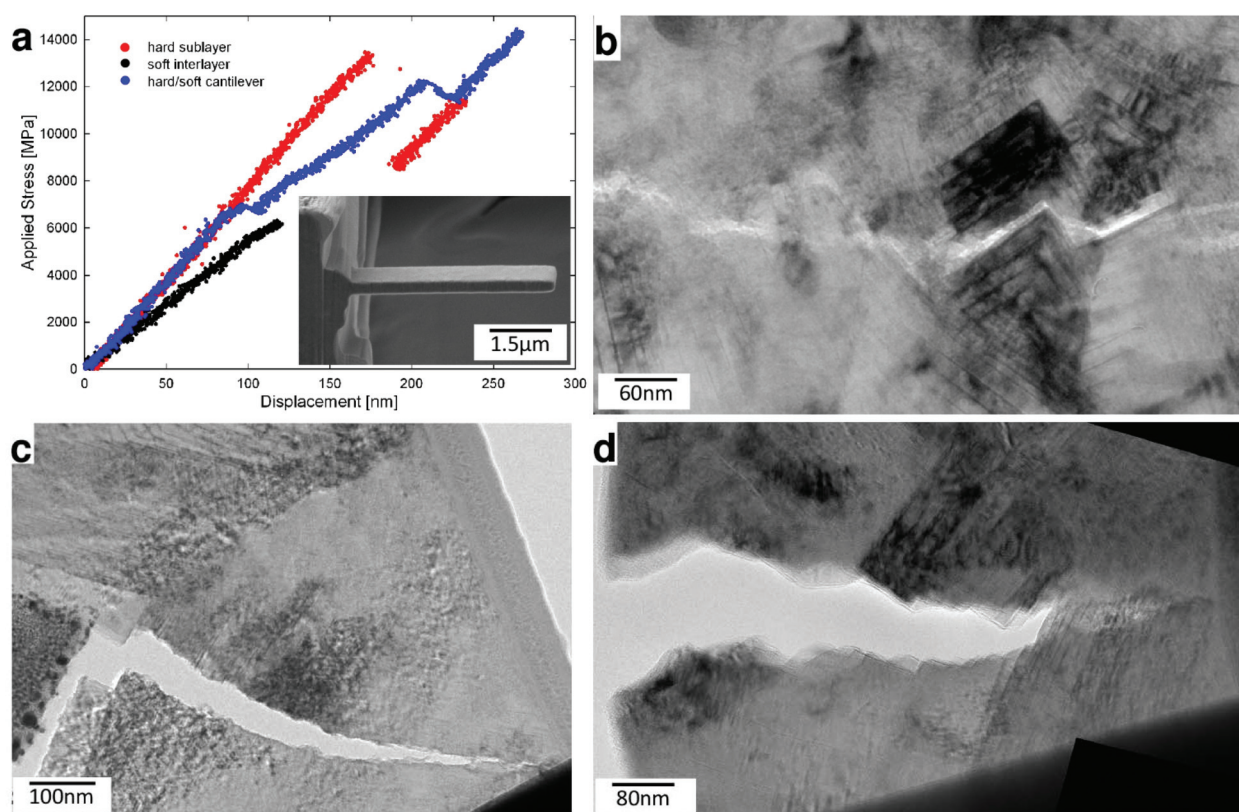 a
14000
12000
10000
8000
6000
4000
2000
0
Applied Stress [MPa]
hard sublayer
soft interlayer
hard/soft cantilever
1.5μm
0 50 100 150 200 250 300
Displacement [nm]
b
60nm
c
100nm
d
80nm